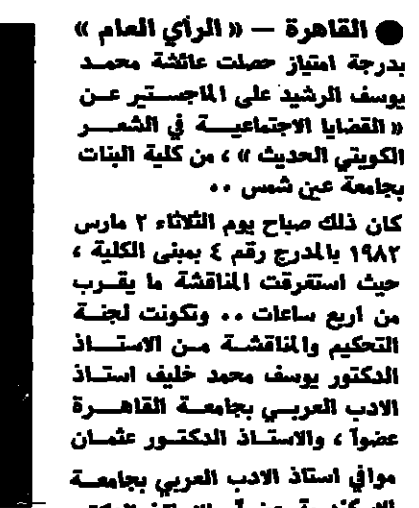 ● القاهرة — « الرأي العام »
بدرجة امتياز حصلت عائشة محمد
يوسف الرشيد على الماجستير عن
« القضايا الاجتماعية في الشعر
الكويتي الحديث » ، من كلية البنات
بجامعة عين شمس ٠٠
كان ذلك صباح يوم الثلاثاء ٢ مارس
١٩٨٢ بالمدرج رقم ٤ بمبنى الكلية ،
حيث استغرقت المناقشة ما يقرب
من اربع ساعات ٠٠ وتكونت لجنة
التحكيم والمناقشة من الاستاذ
الدكتور يوسف محمد خليف استاذ
الادب العربي بجامعة القاهرة
عضوآ ، والاستاذ الدكتور عثمان
موافي استاذ الادب العربي بجامعة